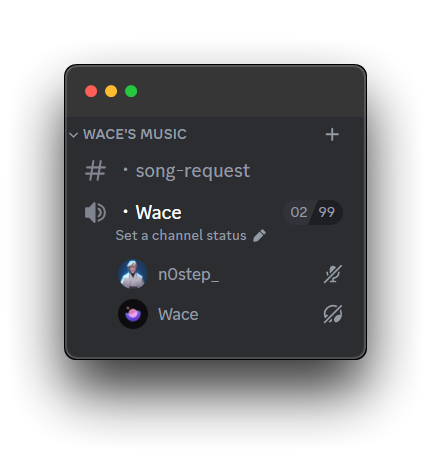 WACE'S MUSIC
# · song-request
· Wace 02 99
Set a channel status
n0step_
Wace